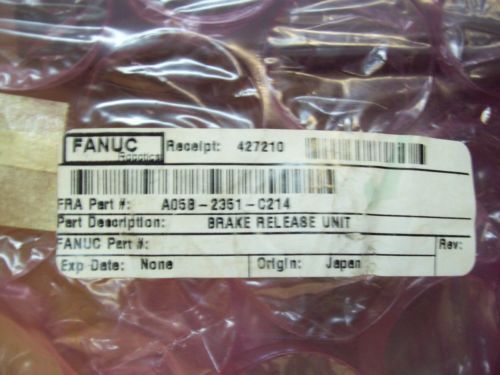 FANUC Robotics Receipt: 427210
FRA Part #: A05B-2351-C214
Part Description: BRAKE RELEASE UNIT
FANUC Part #: Rev:
Exp Date: None Origin: Japan